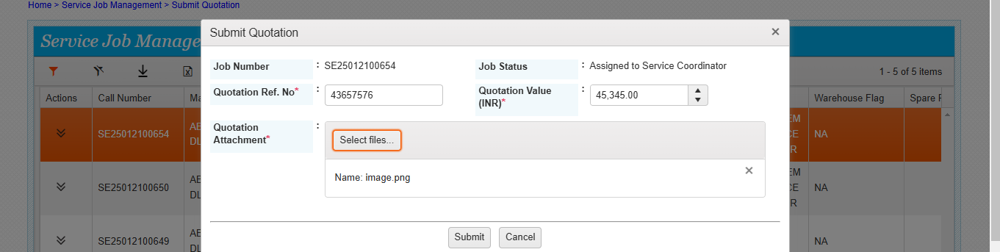 Home > Service Job Management > Submit Quotation
Service Job Manage
Submit Quotation
Job Number : SE25012100654 Job Status : Assigned to Service Coordinator
Quotation Ref. No* : 43657576 Quotation Value (INR)* : 45,345.00
Quotation Attachment* :
Select files...
Name: image.png
Submit Cancel
1 - 5 of 5 items
Actions Call Number Ma Warehouse Flag Spare F
SE25012100654 AE DL EM CE R NA
SE25012100650 AE DL EM CE R NA
SE25012100649 AE DL NA